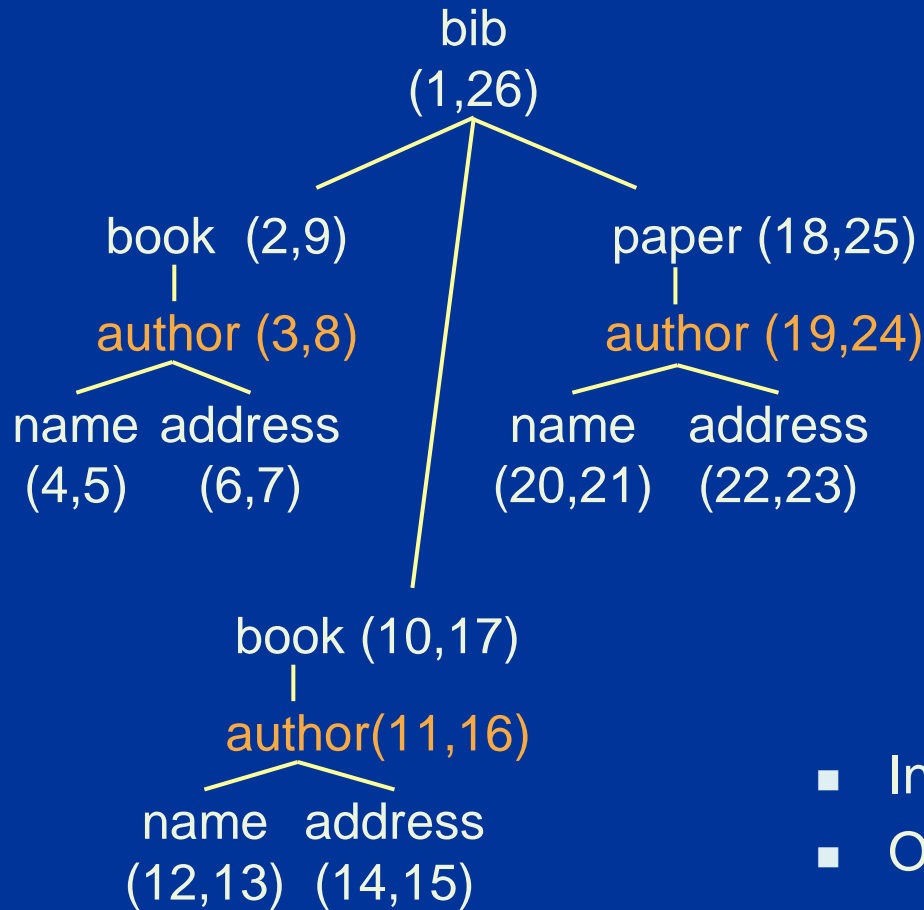 bib
(1,26)
book (2,9)
paper (18,25)
author (3,8)
author (19,24)
name address
(4,5) (6,7)
name address
(20,21) (22,23)
book (10,17)
author(11,16)
name address
(12,13) (14,15)